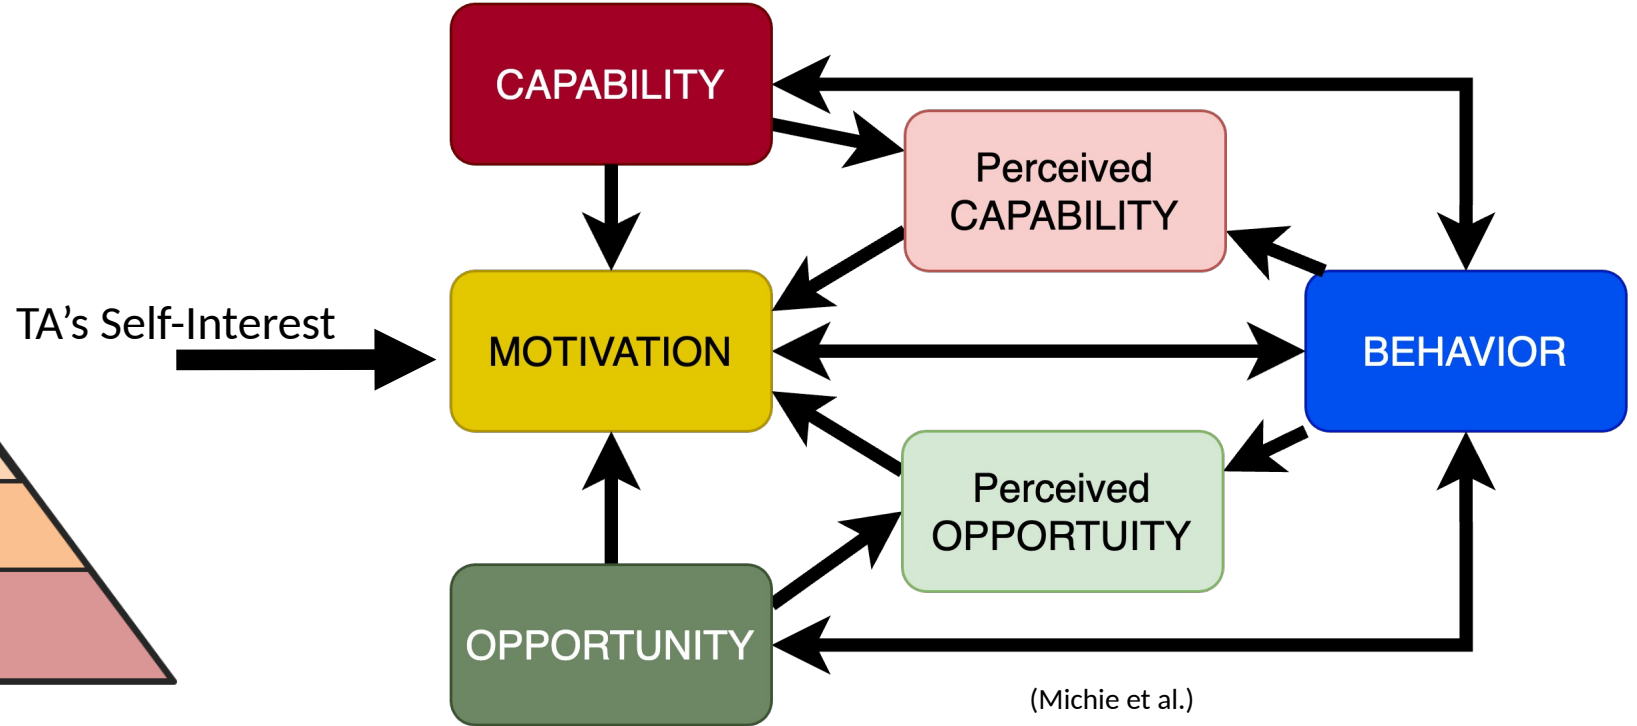 CAPABILITY
Perceived
CAPABILITY
TA’s Self-Interest
MOTIVATION
BEHAVIOR
Perceived
OPPORTUITY
OPPORTUNITY
(Michie et al.)